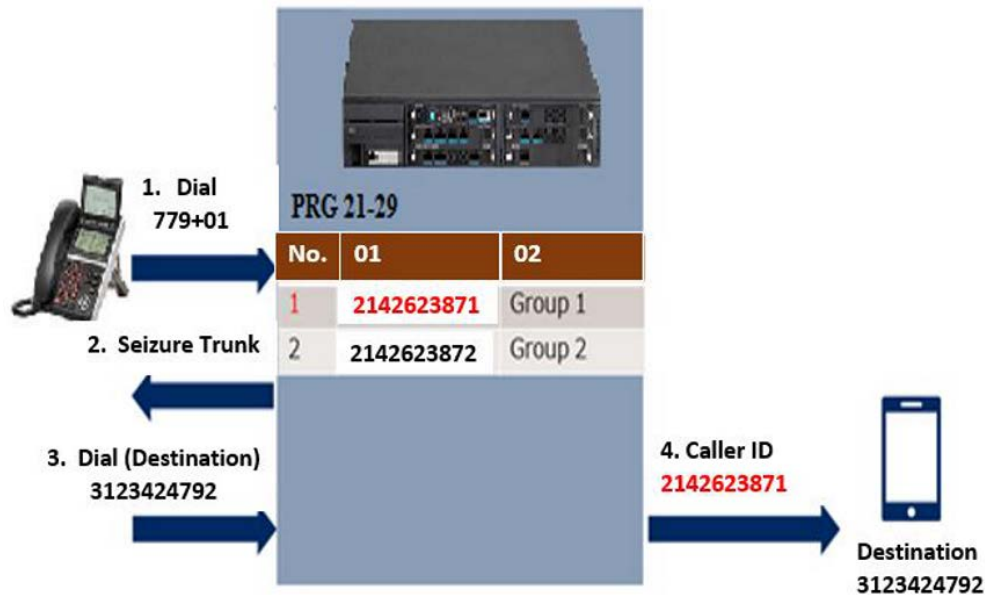 1. Dial
779+01
PRG 21-29
No. 01 02
1 2142623871 Group 1
2 2142623872 Group 2
2. Seizure Trunk
3. Dial (Destination)
3123424792
4. Caller ID
2142623871
Destination
3123424792